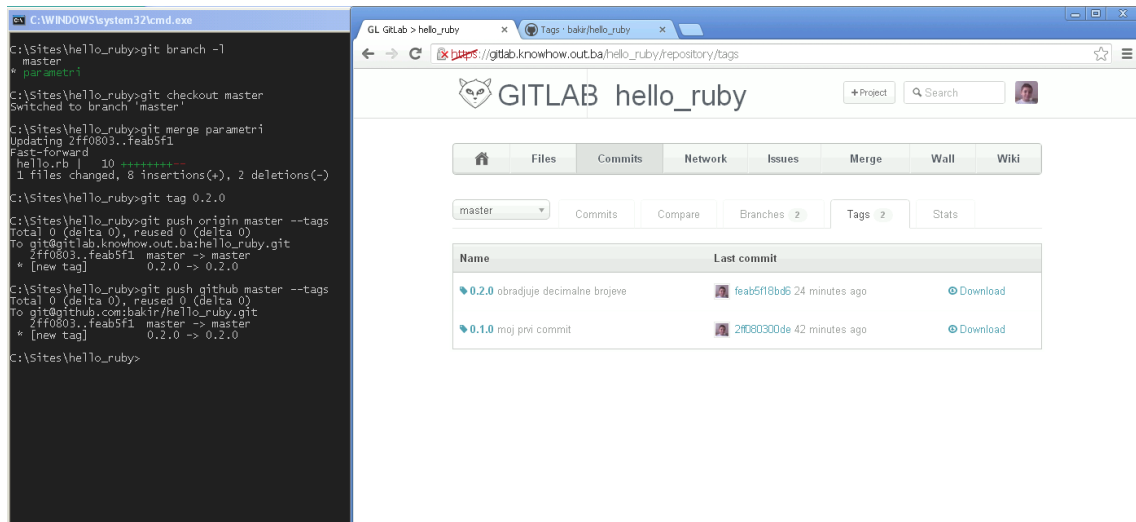 C:\WINDOWS\system32\cmd.exe
C:\Sites\hello_ruby>git branch -l
master
* parametri
C:\Sites\hello_ruby>git checkout master
Switched to branch 'master'
C:\Sites\hello_ruby>git merge parametri
Updating 2ff0803..feab5f1
Fast-forward
hello.rb | 10 ++++++++--
1 files changed, 8 insertions(+), 2 deletions(-)
C:\Sites\hello_ruby>git tag 0.2.0
C:\Sites\hello_ruby>git push origin master --tags
Total 0 (delta 0), reused 0 (delta 0)
To git@gitlab.knowhow.out.ba:hello_ruby.git
2ff0803..feab5f1 master -> master
* [new tag] 0.2.0 -> 0.2.0
C:\Sites\hello_ruby>git push github master --tags
Total 0 (delta 0), reused 0 (delta 0)
To git@github.com:bakir/hello_ruby.git
2ff0803..feab5f1 master -> master
* [new tag] 0.2.0 -> 0.2.0
C:\Sites\hello_ruby>
GL GitLab > hello_ruby Tags · bakir/hello_ruby
https://gitlab.knowhow.out.ba/hello_ruby/repository/tags
GITLAB hello_ruby +Project Search
Files Commits Network Issues Merge Wall Wiki
master Commits Compare Branches 2 Tags 2 Stats
Name Last commit
0.2.0 obradjuje decimalne brojeve feab5f18bd6 24 minutes ago Download
0.1.0 moj prvi commit 2ff080300de 42 minutes ago Download